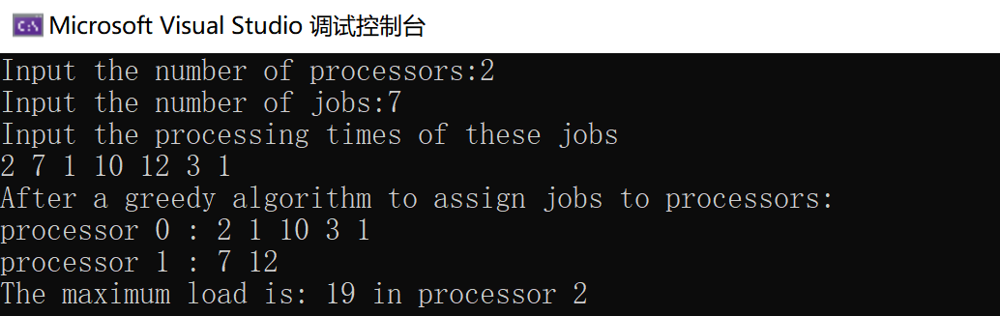 C:\ Microsoft Visual Studio 调试控制台
Input the number of processors:2
Input the number of jobs:7
Input the processing times of these jobs
2 7 1 10 12 3 1
After a greedy algorithm to assign jobs to processors:
processor 0 : 2 1 10 3 1
processor 1 : 7 12
The maximum load is: 19 in processor 2